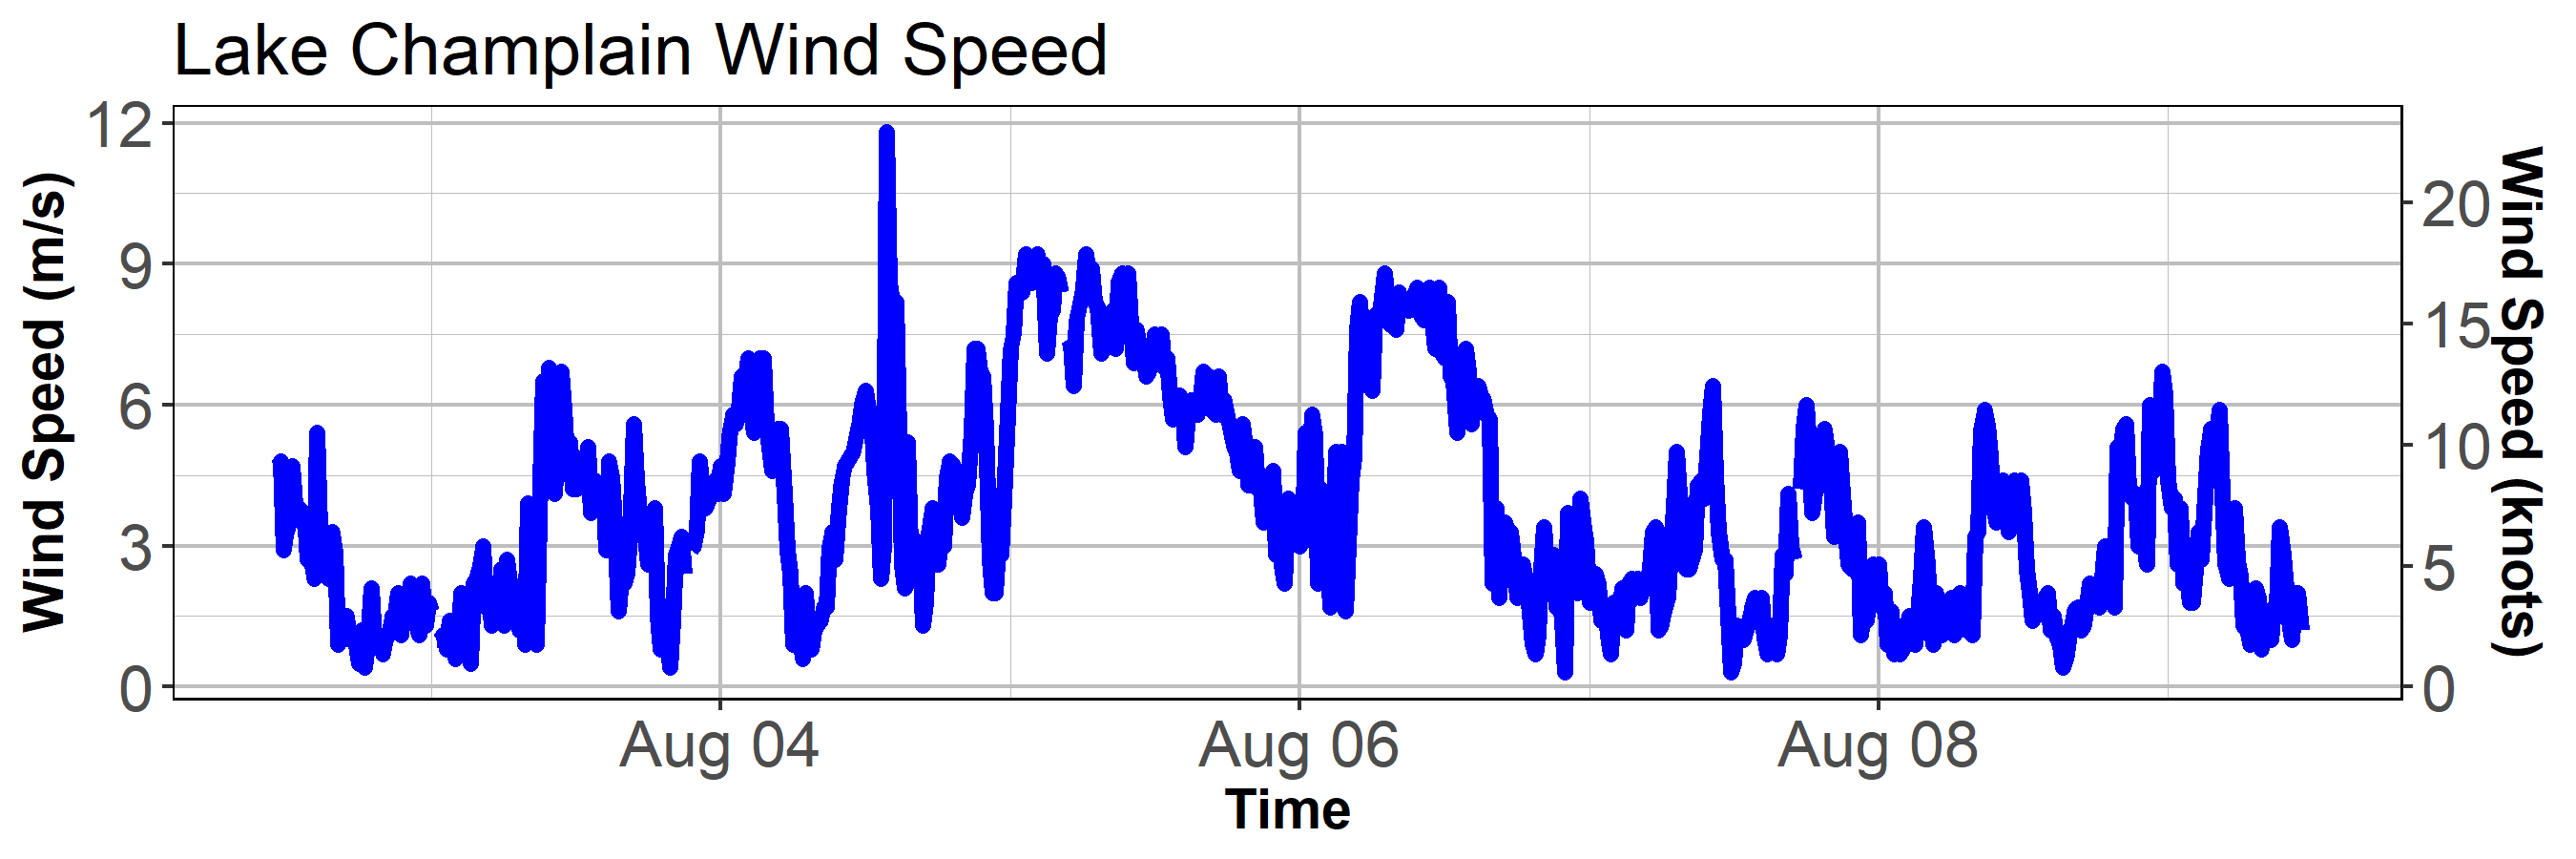 Lake Champlain Wind Speed
Wind Speed (m/s)
12
9
6
3
0
20
15
10
5
0
Wind Speed (knots)
Aug 04
Aug 06
Aug 08
Time